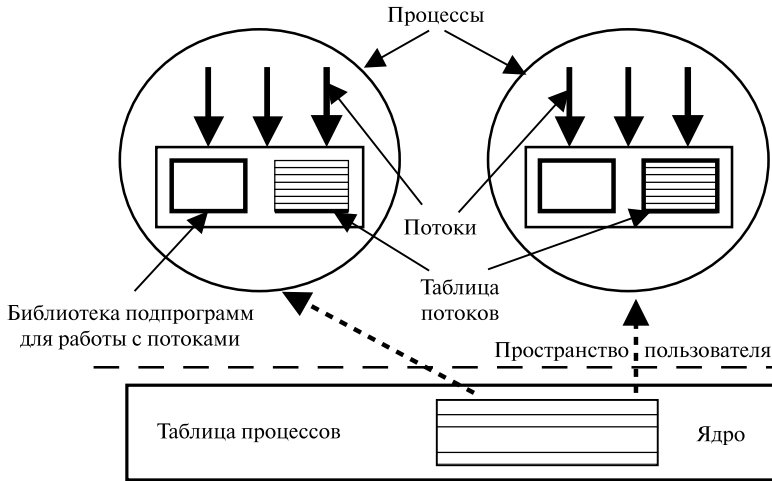 Процессы
Потоки
Таблица
потоков
Библиотека подпрограмм
для работы с потоками
Пространство пользователя
Таблица процессов
Ядро